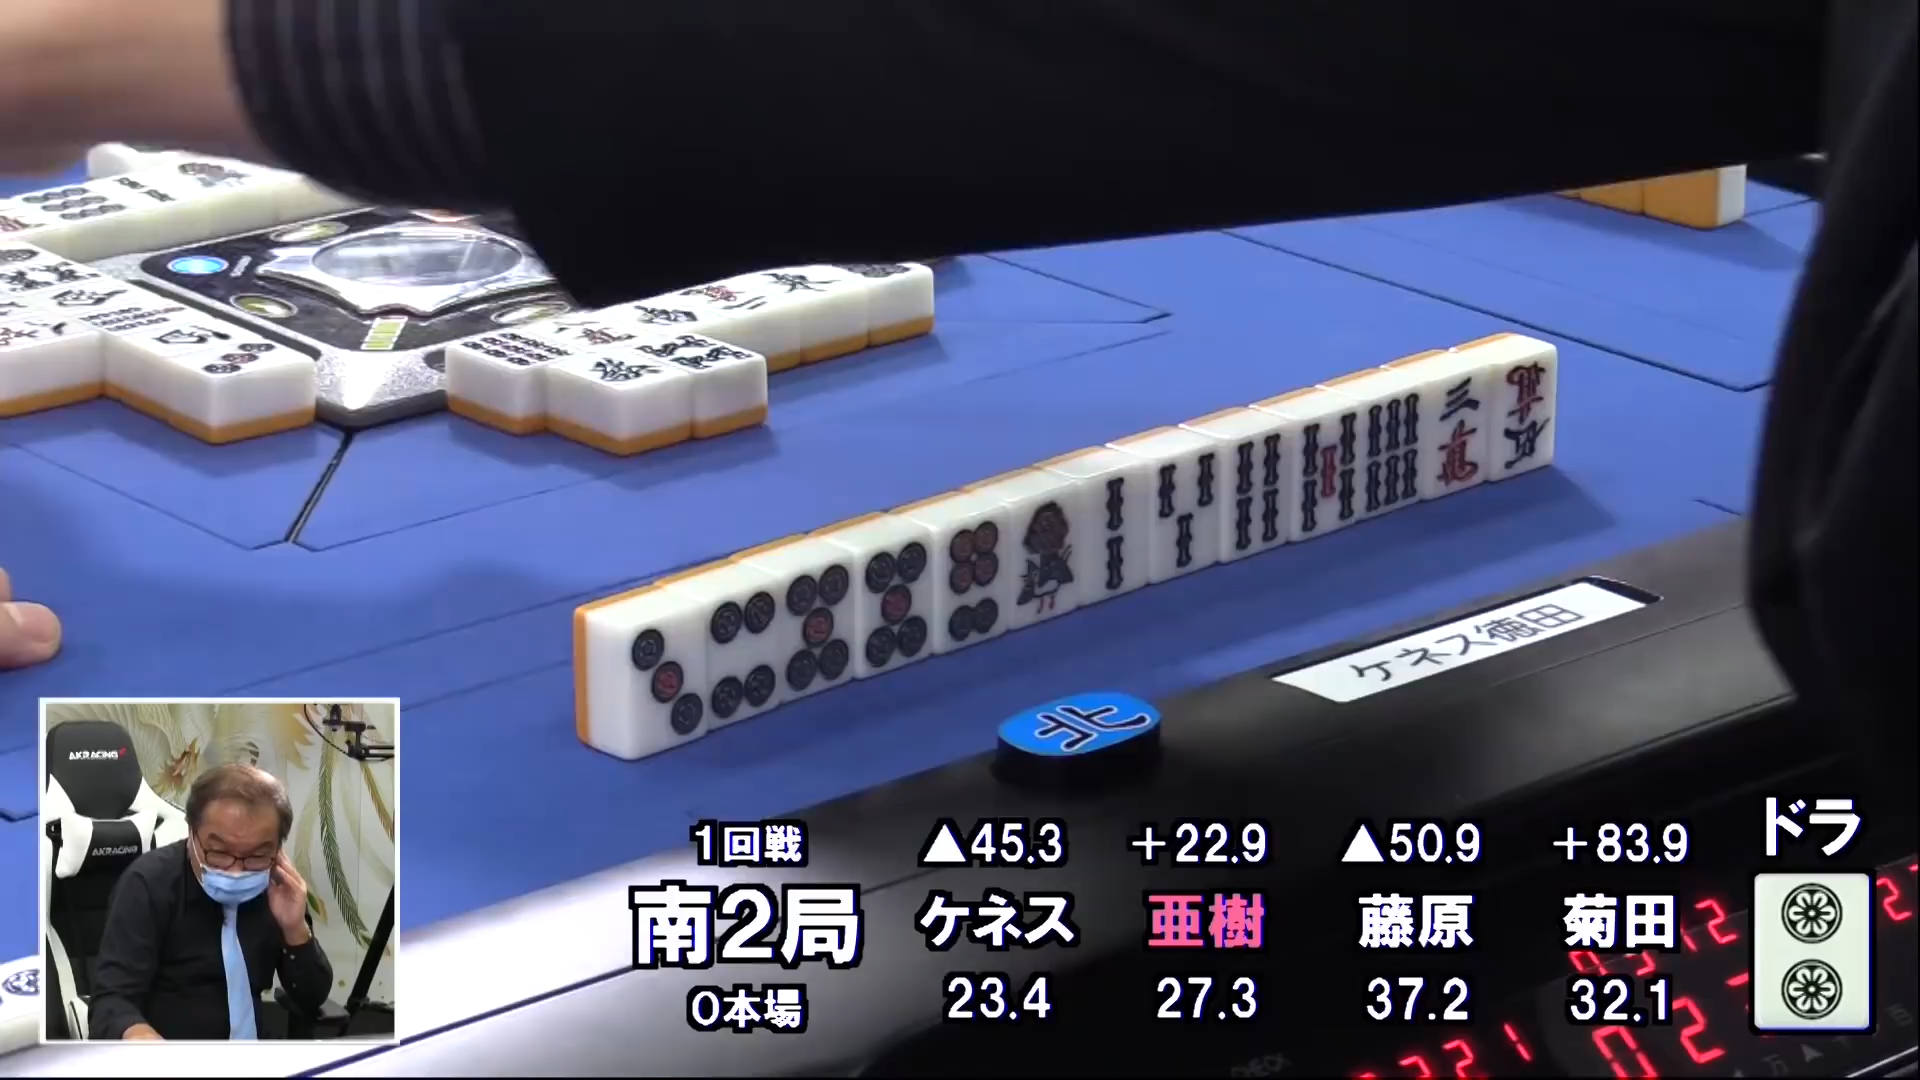 三萬
北
ケネス徳田
AKRACING
AKRACING
1回戦
南2局
0本場
▲45.3 +22.9 ▲50.9 +83.9
ケネス 亜樹 藤原 菊田
23.4 27.3 37.2 32.1
ドラ
CHECK